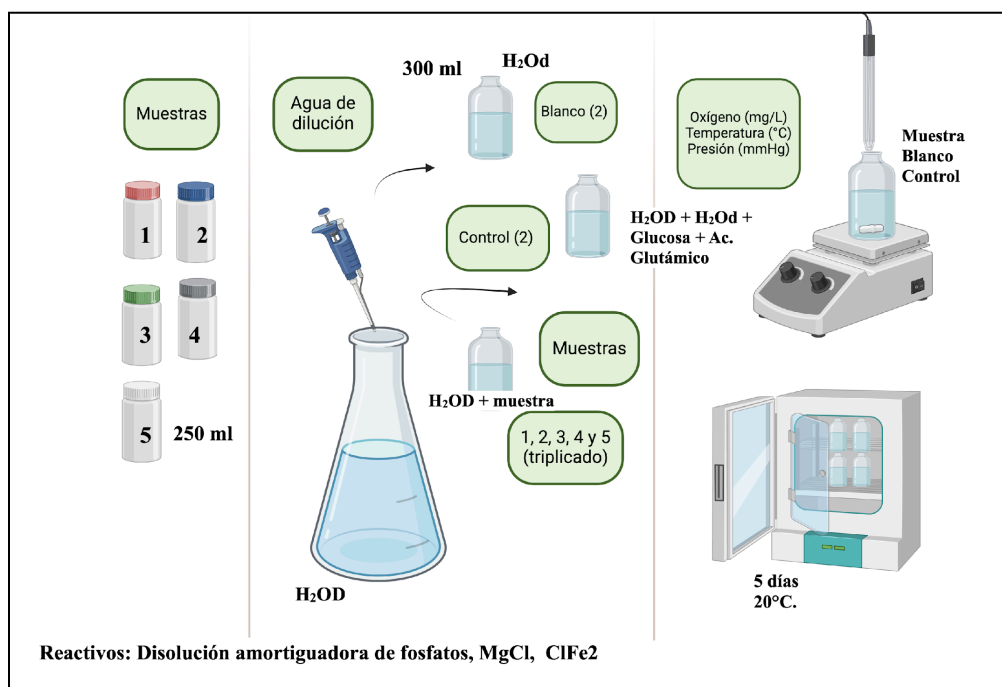 Muestras
1
2
3
4
5
250 ml
Agua de
dilución
300 ml
H₂Od
Blanco (2)
Control (2)
H₂OD + H₂Od +
Glucosa + Ac.
Glutámico
Muestras
H₂OD + muestra
1, 2, 3, 4 y 5
(triplicado)
H₂OD
Oxígeno (mg/L)
Temperatura (°C)
Presión (mmHg)
Muestra
Blanco
Control
5 días
20°C.
Reactivos: Disolución amortiguadora de fosfatos, MgCl, ClFe2